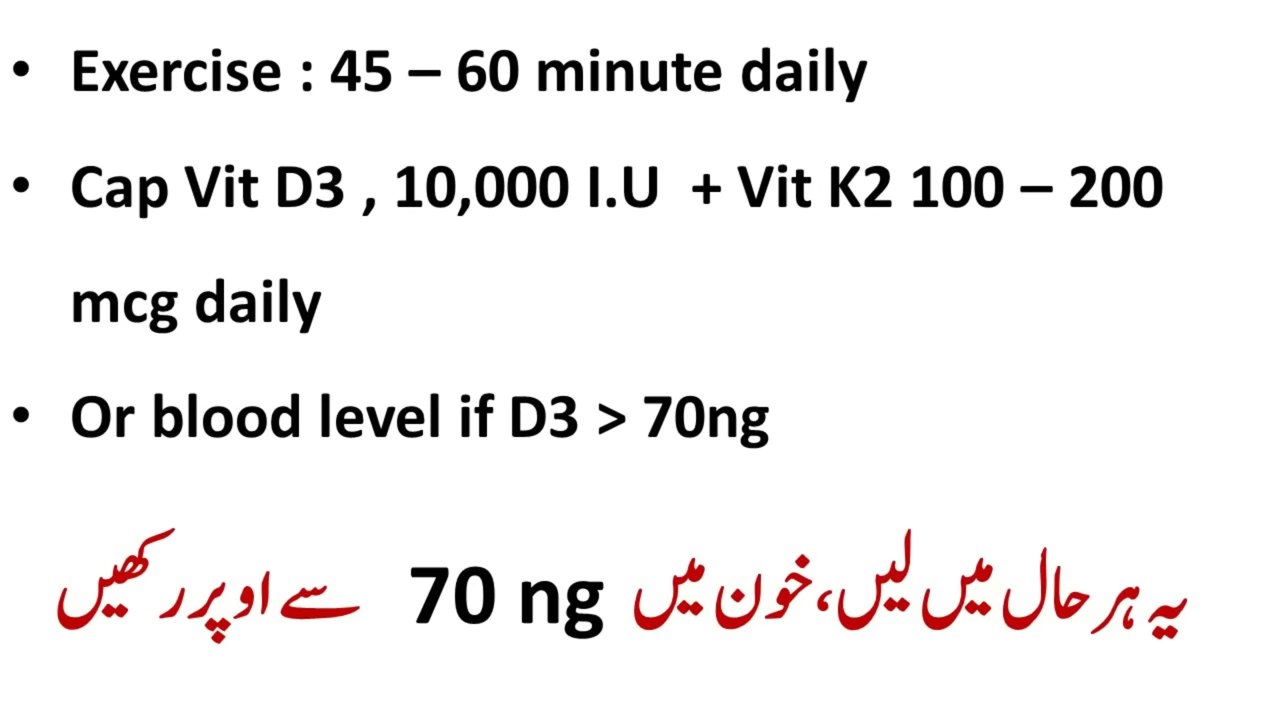 • Exercise : 45 – 60 minute daily
• Cap Vit D3 , 10,000 I.U + Vit K2 100 – 200
mcg daily
• Or blood level if D3 > 70ng
یہ ہر حال میں لیں، خون میں 70 ng سے اوپر رکھیں